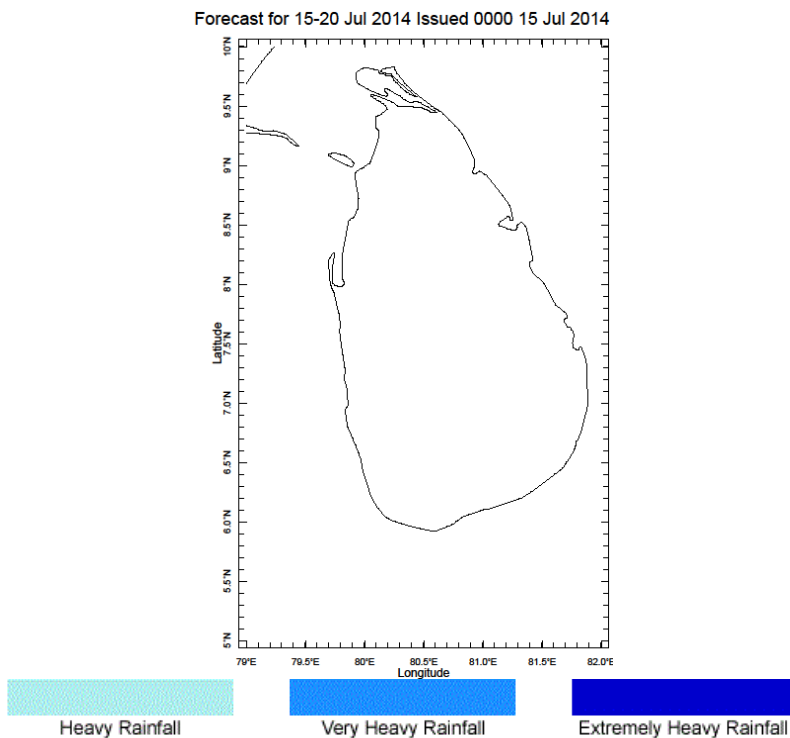 Forecast for 15-20 Jul 2014 Issued 0000 15 Jul 2014
10°N
9.5°N
9°N
8.5°N
8°N
7.5°N
7.0°N
6.5°N
6.0°N
5.5°N
5°N
Latitude
79°E 79.5°E 80°E 80.5°E 81.0°E 81.5°E 82.0°E
Longitude
Heavy Rainfall Very Heavy Rainfall Extremely Heavy Rainfall